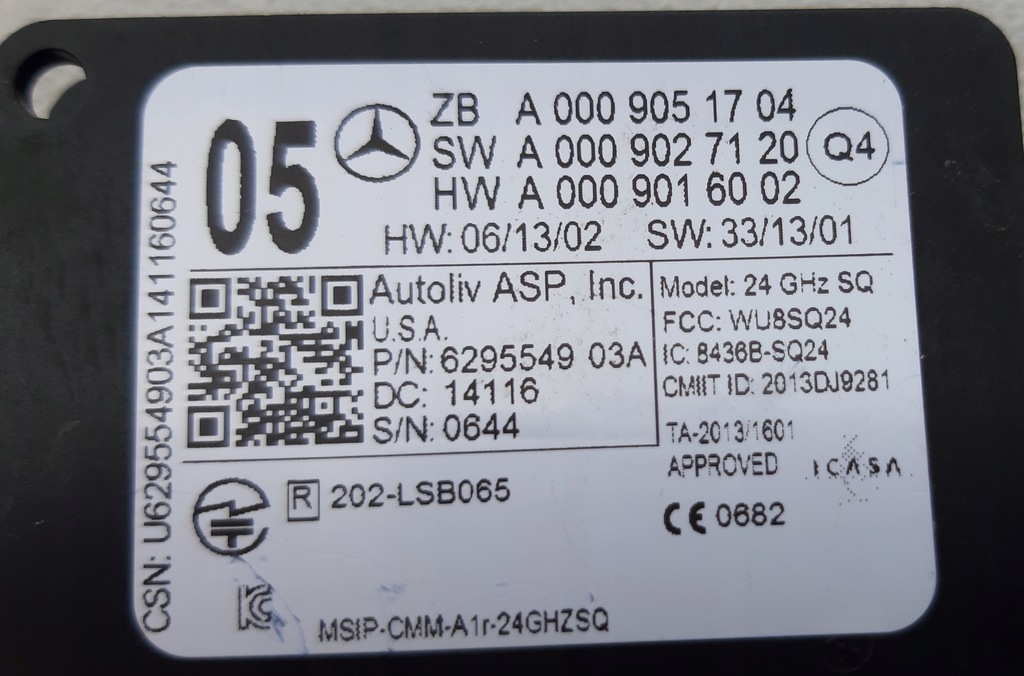 05
ZB A 000 905 17 04
SW A 000 902 71 20
HW A 000 901 60 02
Q4
HW: 06/13/02 SW: 33/13/01
Autoliv ASP, Inc.
U.S.A.
P/N: 6295549 03A
DC: 14116
S/N: 0644
Model: 24 GHz SQ
FCC: WU8SQ24
IC: 8436B-SQ24
CMIIT ID: 2013DJ9281
TA-2013/1601
APPROVED ICASA
CE 0682
R 202-LSB065
KC
MSIP-CMM-A1r-24GHZSQ
CSN: U629554903A141160644